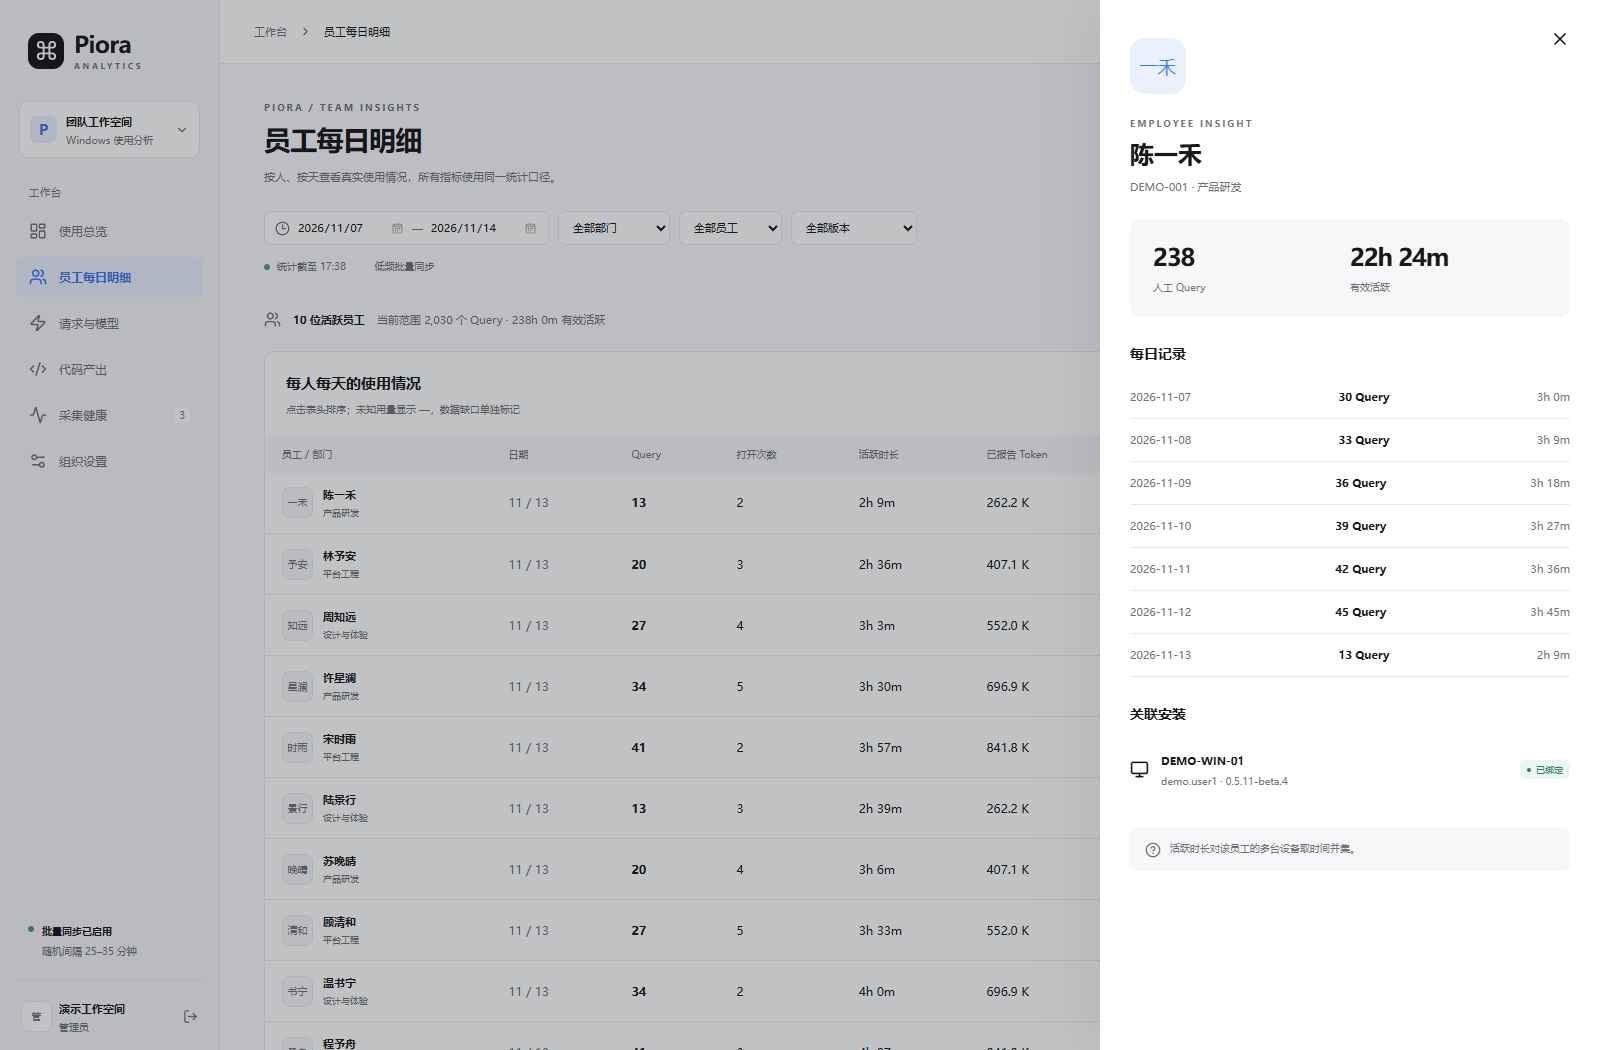 Piora
ANALYTICS
P
团队工作空间
Windows 使用分析
工作台
使用总览
员工每日明细
请求与模型
代码产出
采集健康 3
组织设置
批量同步已启用
随机间隔 25–35 分钟
管
演示工作空间
管理员
工作台 > 员工每日明细
PIORA / TEAM INSIGHTS
员工每日明细
按人、按天查看真实使用情况，所有指标使用同一统计口径。
2026/11/07 — 2026/11/14 全部部门 全部员工 全部版本
统计截至 17:38 · 低频批量同步
10 位活跃员工 当前范围 2,030 个 Query · 238h 0m 有效活跃
每人每天的使用情况
点击表头排序；未知用量显示 —，数据缺口单独标记
员工 / 部门 日期 Query 打开次数 活跃时长 已报告 Token
一禾 陈一禾 11 / 13 13 2 2h 9m 262.2 K
产品研发
予安 林予安 11 / 13 20 3 2h 36m 407.1 K
平台工程
知远 周知远 11 / 13 27 4 3h 3m 552.0 K
设计与体验
星澜 许星澜 11 / 13 34 5 3h 30m 696.9 K
产品研发
时雨 宋时雨 11 / 13 41 2 3h 57m 841.8 K
平台工程
景行 陆景行 11 / 13 13 3 2h 39m 262.2 K
设计与体验
晚晴 苏晚晴 11 / 13 20 4 3h 6m 407.1 K
产品研发
清和 顾清和 11 / 13 27 5 3h 33m 552.0 K
平台工程
书宁 温书宁 11 / 13 34 2 4h 0m 696.9 K
设计与体验
程予舟
一禾
EMPLOYEE INSIGHT
陈一禾
DEMO-001 · 产品研发
238 22h 24m
人工 Query 有效活跃
每日记录
2026-11-07 30 Query 3h 0m
2026-11-08 33 Query 3h 9m
2026-11-09 36 Query 3h 18m
2026-11-10 39 Query 3h 27m
2026-11-11 42 Query 3h 36m
2026-11-12 45 Query 3h 45m
2026-11-13 13 Query 2h 9m
关联安装
DEMO-WIN-01
demo.user1 · 0.5.11-beta.4
已绑定
活跃时长对该员工的多台设备取时间并集。